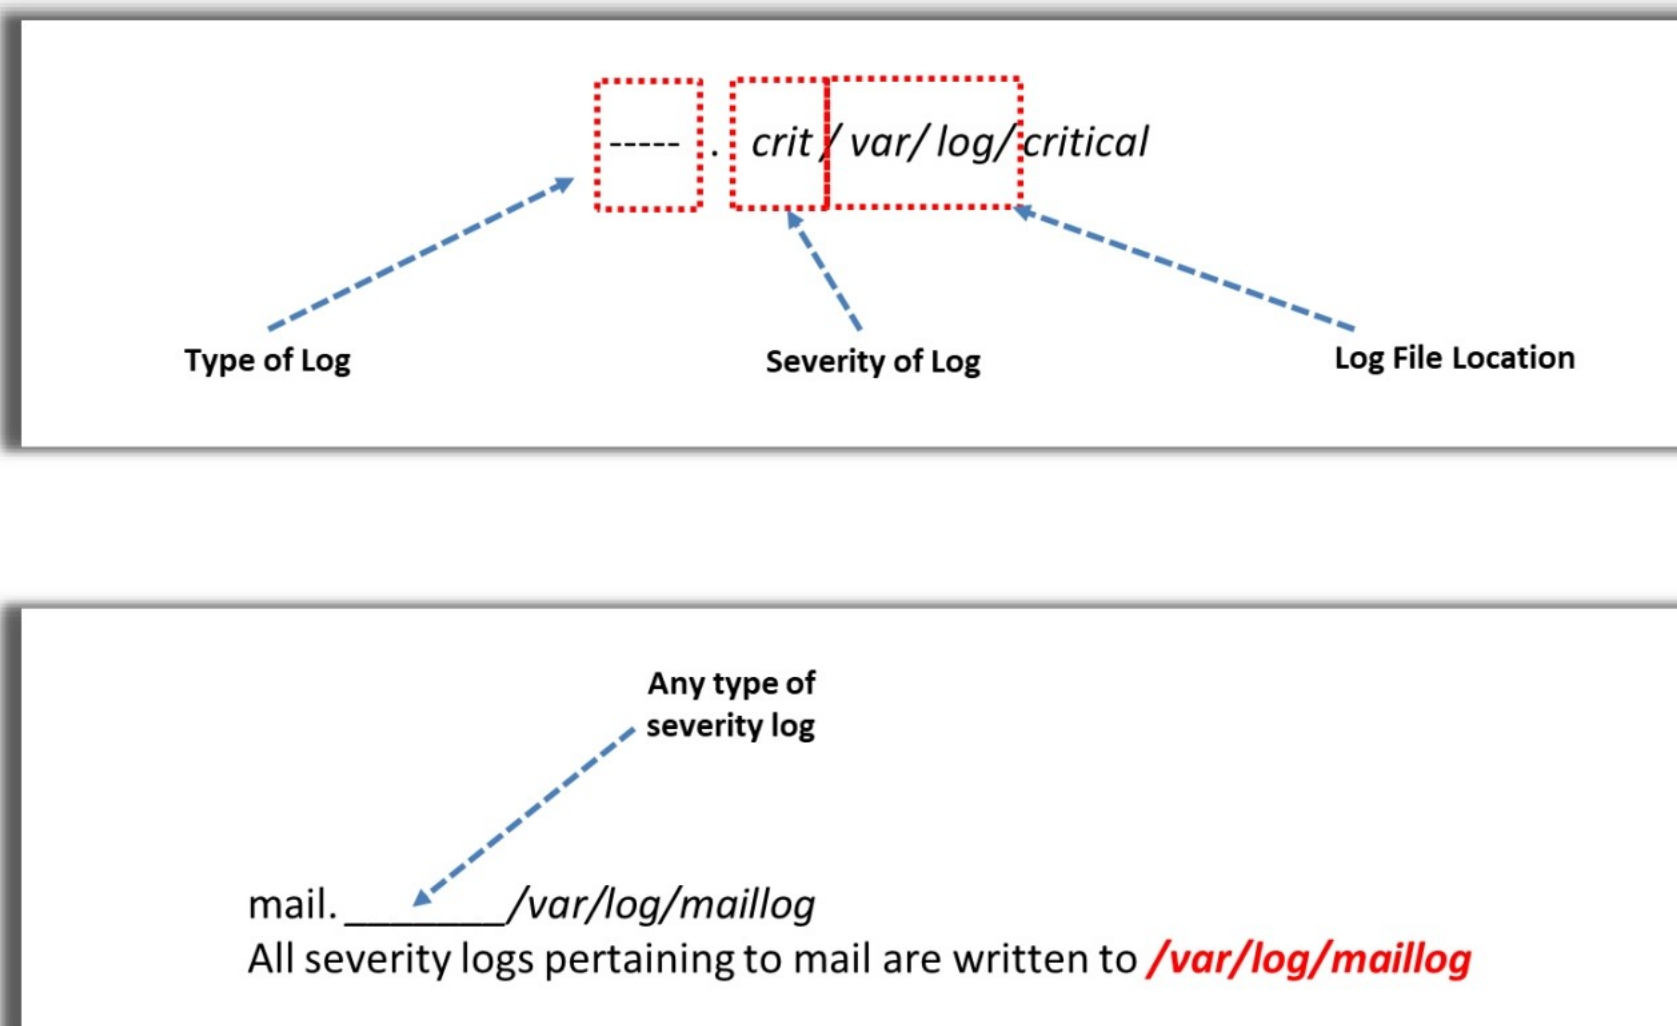 ----- . crit / var/ log/ critical
Type of Log
Severity of Log
Log File Location
Any type of
severity log
mail. _______/var/log/maillog
All severity logs pertaining to mail are written to /var/log/maillog